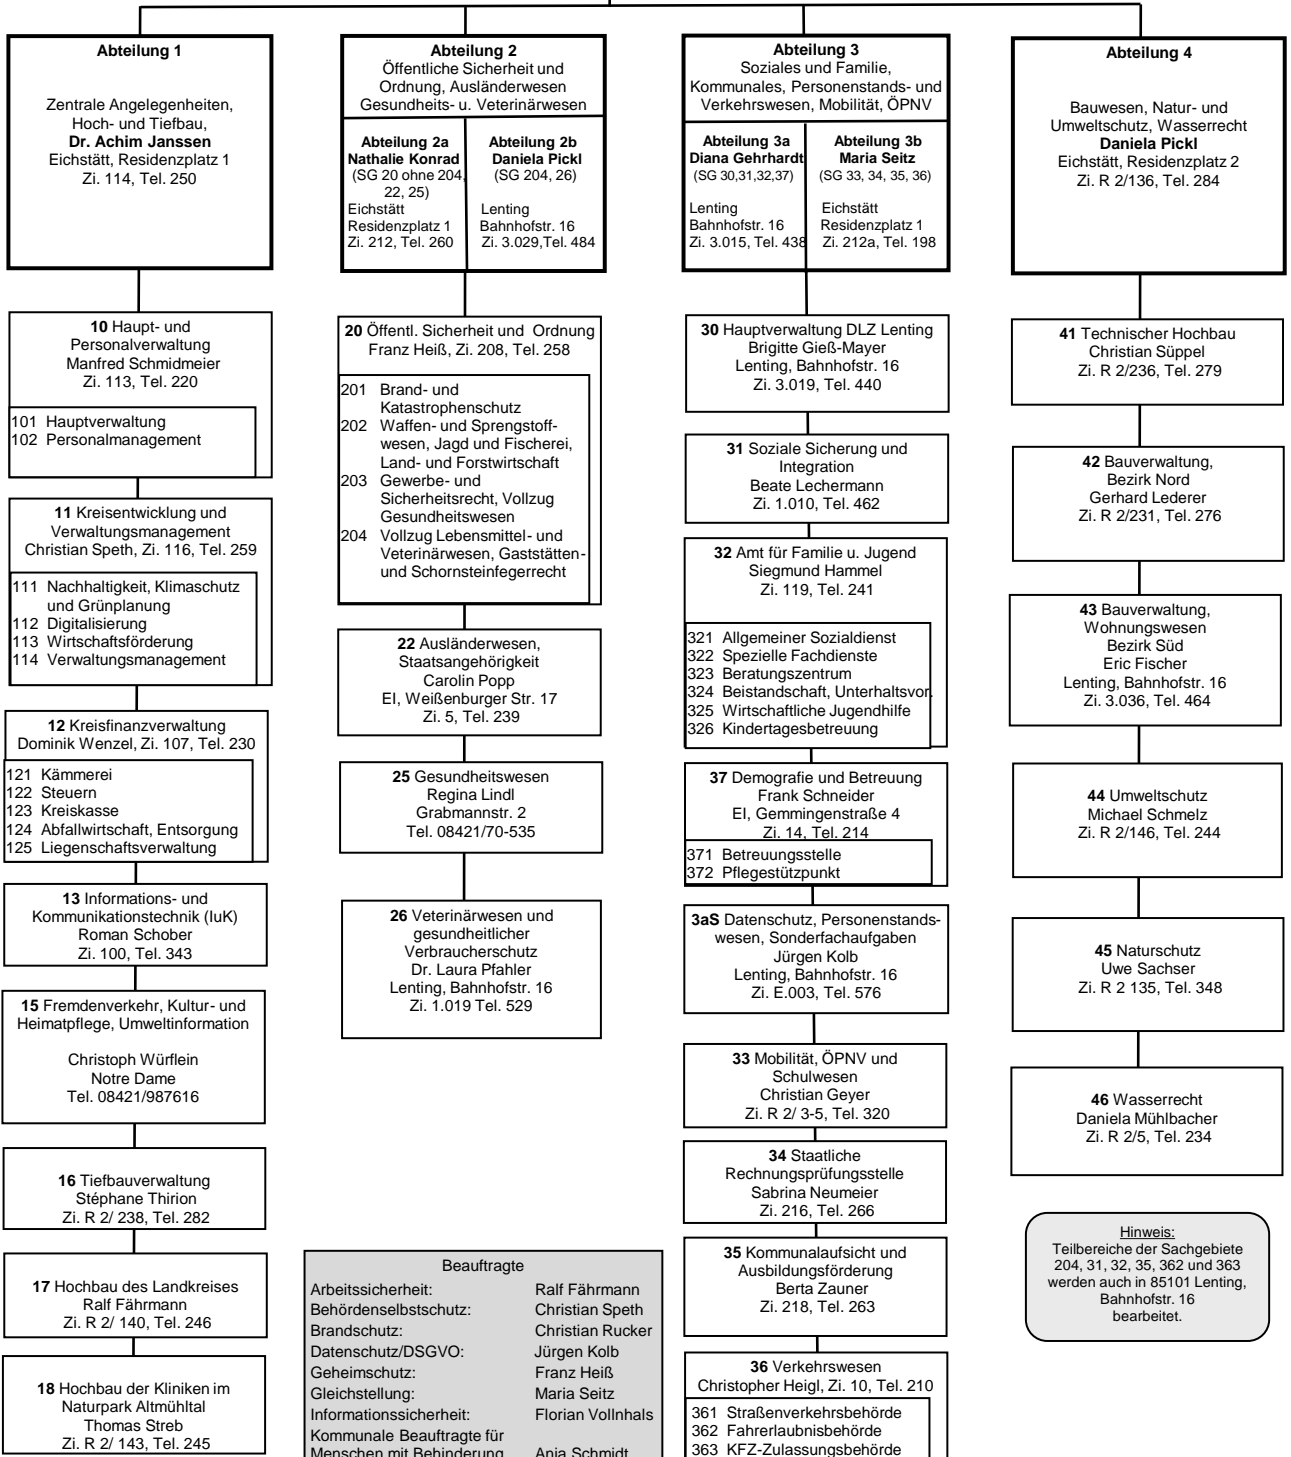 Abteilung 1
Zentrale Angelegenheiten,
Hoch- und Tiefbau,
Dr. Achim Janssen
Eichstätt, Residenzplatz 1
Zi. 114, Tel. 250
10 Haupt- und
Personalverwaltung
Manfred Schmidmeier
Zi. 113, Tel. 220
101 Hauptverwaltung
102 Personalmanagement
11 Kreisentwicklung und
Verwaltungsmanagement
Christian Speth, Zi. 116, Tel. 259
111 Nachhaltigkeit, Klimaschutz
und Grünplanung
112 Digitalisierung
113 Wirtschaftsförderung
114 Verwaltungsmanagement
12 Kreisfinanzverwaltung
Dominik Wenzel, Zi. 107, Tel. 230
121 Kämmerei
122 Steuern
123 Kreiskasse
124 Abfallwirtschaft, Entsorgung
125 Liegenschaftsverwaltung
13 Informations- und
Kommunikationstechnik (IuK)
Roman Schober
Zi. 100, Tel. 343
15 Fremdenverkehr, Kultur- und
Heimatpflege, Umweltinformation
Christoph Würflein
Notre Dame
Tel. 08421/987616
16 Tiefbauverwaltung
Stéphane Thirion
Zi. R 2/ 238, Tel. 282
17 Hochbau des Landkreises
Ralf Fährmann
Zi. R 2/ 140, Tel. 246
18 Hochbau der Kliniken im
Naturpark Altmühltal
Thomas Streb
Zi. R 2/ 143, Tel. 245
Abteilung 2
Öffentliche Sicherheit und
Ordnung, Ausländerwesen
Gesundheits- u. Veterinärwesen
Abteilung 2a
Nathalie Konrad
(SG 20 ohne 204,
22, 25)
Eichstätt
Residenzplatz 1
Zi. 212, Tel. 260
Abteilung 2b
Daniela Pickl
(SG 204, 26)
Lenting
Bahnhofstr. 16
Zi. 3.029,Tel. 484
20 Öffentl. Sicherheit und Ordnung
Franz Heiß, Zi. 208, Tel. 258
201 Brand- und
Katastrophenschutz
202 Waffen- und Sprengstoff-
wesen, Jagd und Fischerei,
Land- und Forstwirtschaft
203 Gewerbe- und
Sicherheitsrecht, Vollzug
Gesundheitswesen
204 Vollzug Lebensmittel- und
Veterinärwesen, Gaststätten-
und Schornsteinfegerrecht
22 Ausländerwesen,
Staatsangehörigkeit
Carolin Popp
EI, Weißenburger Str. 17
Zi. 5, Tel. 239
25 Gesundheitswesen
Regina Lindl
Grabmannstr. 2
Tel. 08421/70-535
26 Veterinärwesen und
gesundheitlicher
Verbraucherschutz
Dr. Laura Pfahler
Lenting, Bahnhofstr. 16
Zi. 1.019 Tel. 529
Beauftragte
Arbeitssicherheit: Ralf Fährmann
Behördenselbstschutz: Christian Speth
Brandschutz: Christian Rucker
Datenschutz/DSGVO: Jürgen Kolb
Geheimschutz: Franz Heiß
Gleichstellung: Maria Seitz
Informationssicherheit: Florian Vollnhals
Kommunale Beauftragte für
Menschen mit Behinderung Anja Schmidt
Abteilung 3
Soziales und Familie,
Kommunales, Personenstands- und
Verkehrswesen, Mobilität, ÖPNV
Abteilung 3a
Diana Gehrhardt
(SG 30,31,32,37)
Lenting
Bahnhofstr. 16
Zi. 3.015, Tel. 438
Abteilung 3b
Maria Seitz
(SG 33, 34, 35, 36)
Eichstätt
Residenzplatz 1
Zi. 212a, Tel. 198
30 Hauptverwaltung DLZ Lenting
Brigitte Gieß-Mayer
Lenting, Bahnhofstr. 16
Zi. 3.019, Tel. 440
31 Soziale Sicherung und
Integration
Beate Lechermann
Zi. 1.010, Tel. 462
32 Amt für Familie u. Jugend
Siegmund Hammel
Zi. 119, Tel. 241
321 Allgemeiner Sozialdienst
322 Spezielle Fachdienste
323 Beratungszentrum
324 Beistandschaft, Unterhaltsvor.
325 Wirtschaftliche Jugendhilfe
326 Kindertagesbetreuung
37 Demografie und Betreuung
Frank Schneider
EI, Gemmingenstraße 4
Zi. 14, Tel. 214
371 Betreuungsstelle
372 Pflegestützpunkt
3aS Datenschutz, Personenstands-
wesen, Sonderfachaufgaben
Jürgen Kolb
Lenting, Bahnhofstr. 16
Zi. E.003, Tel. 576
33 Mobilität, ÖPNV und
Schulwesen
Christian Geyer
Zi. R 2/ 3-5, Tel. 320
34 Staatliche
Rechnungsprüfungsstelle
Sabrina Neumeier
Zi. 216, Tel. 266
35 Kommunalaufsicht und
Ausbildungsförderung
Berta Zauner
Zi. 218, Tel. 263
36 Verkehrswesen
Christopher Heigl, Zi. 10, Tel. 210
361 Straßenverkehrsbehörde
362 Fahrerlaubnisbehörde
363 KFZ-Zulassungsbehörde
Abteilung 4
Bauwesen, Natur- und
Umweltschutz, Wasserrecht
Daniela Pickl
Eichstätt, Residenzplatz 2
Zi. R 2/136, Tel. 284
41 Technischer Hochbau
Christian Süppel
Zi. R 2/236, Tel. 279
42 Bauverwaltung,
Bezirk Nord
Gerhard Lederer
Zi. R 2/231, Tel. 276
43 Bauverwaltung,
Wohnungswesen
Bezirk Süd
Eric Fischer
Lenting, Bahnhofstr. 16
Zi. 3.036, Tel. 464
44 Umweltschutz
Michael Schmelz
Zi. R 2/146, Tel. 244
45 Naturschutz
Uwe Sachser
Zi. R 2 135, Tel. 348
46 Wasserrecht
Daniela Mühlbacher
Zi. R 2/5, Tel. 234
Hinweis:
Teilbereiche der Sachgebiete
204, 31, 32, 35, 362 und 363
werden auch in 85101 Lenting,
Bahnhofstr. 16
bearbeitet.